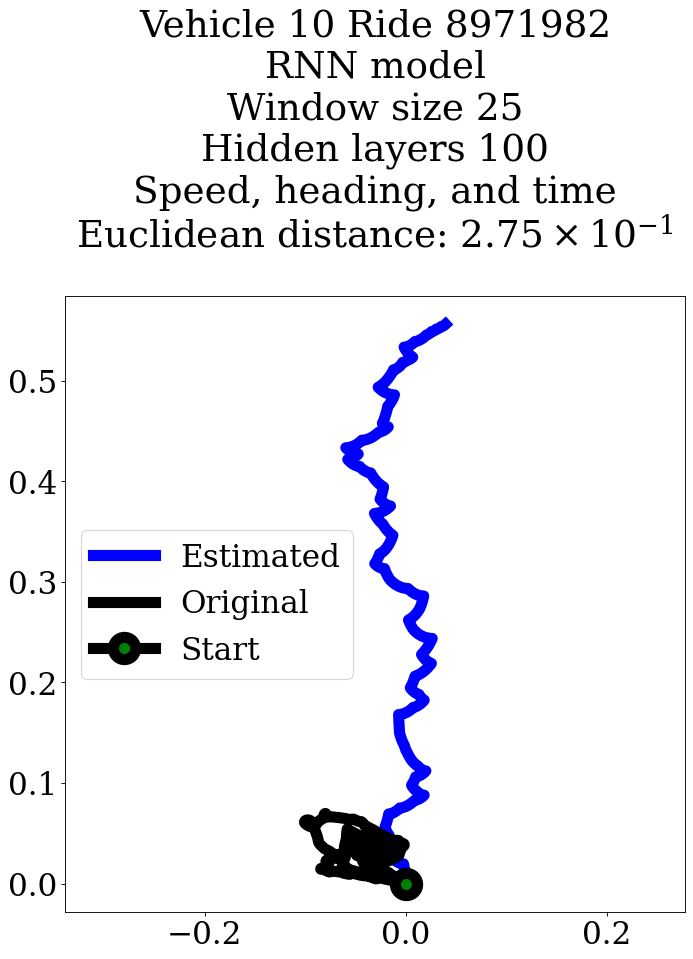 Vehicle 10 Ride 8971982
RNN model
Window size 25
Hidden layers 100
Speed, heading, and time
Euclidean distance: 2.75 × 10⁻¹
0.5
0.4
0.3
0.2
0.1
0.0
Estimated
Original
Start
−0.2
0.0
0.2